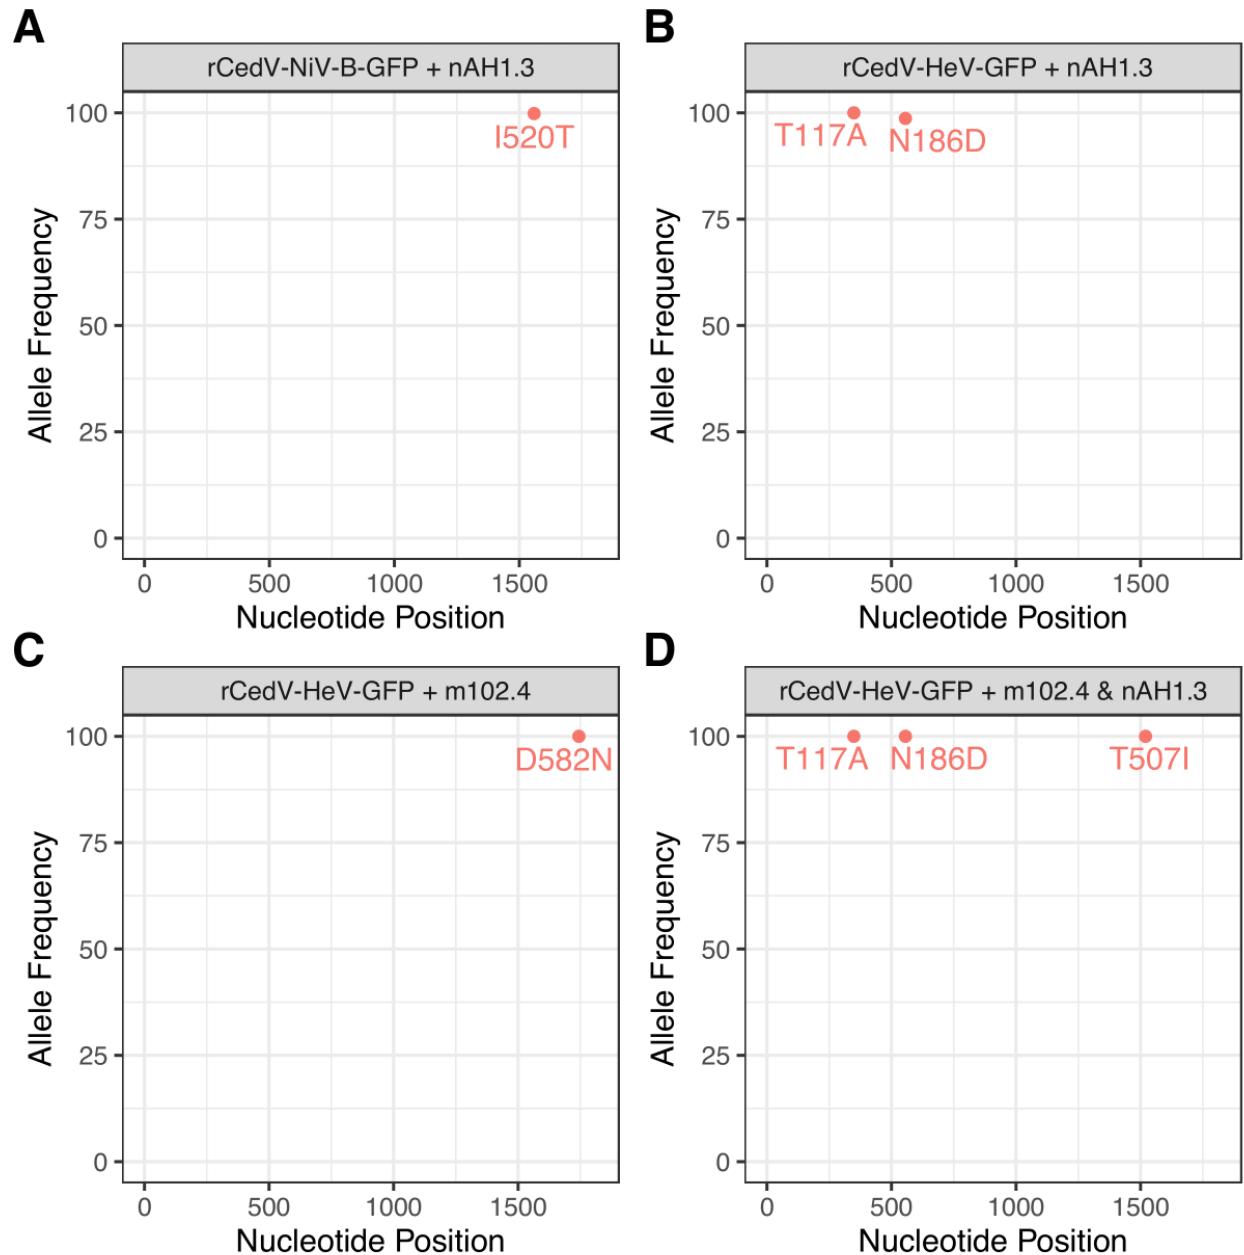 A
rCedV-NiV-B-GFP + nAH1.3
100
75
50
25
0
I520T
Allele Frequency
0 500 1000 1500
Nucleotide Position
B
rCedV-HeV-GFP + nAH1.3
100
75
50
25
0
T117A N186D
Allele Frequency
0 500 1000 1500
Nucleotide Position
C
rCedV-HeV-GFP + m102.4
100
75
50
25
0
D582N
Allele Frequency
0 500 1000 1500
Nucleotide Position
D
rCedV-HeV-GFP + m102.4 & nAH1.3
100
75
50
25
0
T117A N186D T507I
Allele Frequency
0 500 1000 1500
Nucleotide Position